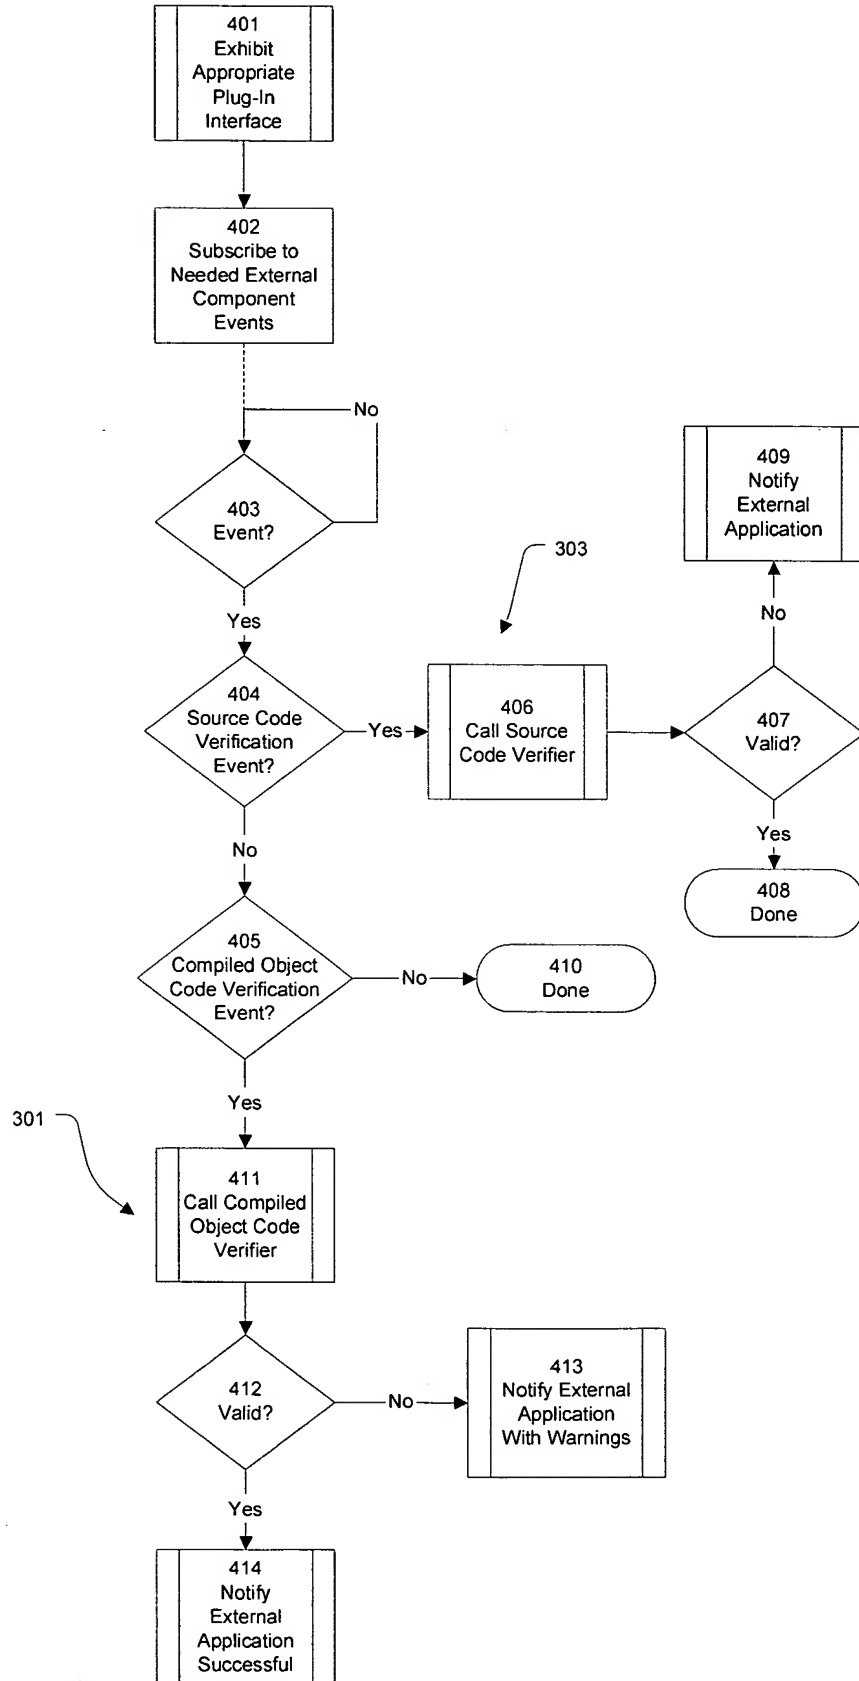 401
Exhibit
Appropriate
Plug-In
Interface
402
Subscribe to
Needed External
Component
Events
No
403
Event?
409
Notify
External
Application
303
Yes
No
404
Source Code
Verification
Event?
Yes
406
Call Source
Code Verifier
407
Valid?
No
Yes
408
Done
405
Compiled Object
Code Verification
Event?
No
410
Done
Yes
301
411
Call Compiled
Object Code
Verifier
412
Valid?
No
413
Notify External
Application
With Warnings
Yes
414
Notify
External
Application
Successful